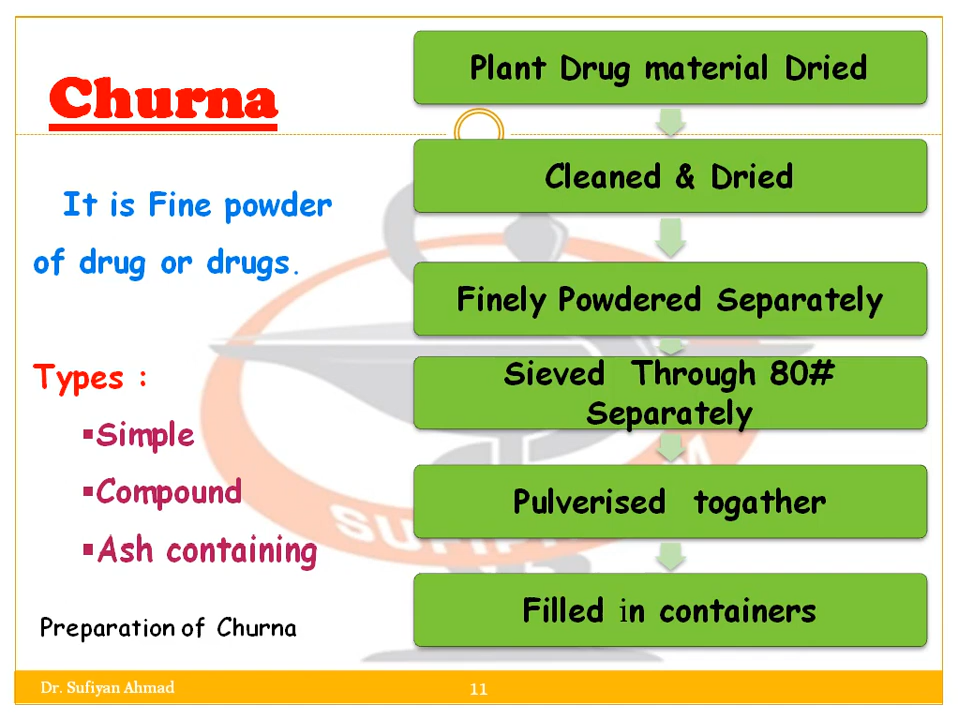 Churna
It is Fine powder
of drug or drugs.
Types :
▪Simple
▪Compound
▪Ash containing
Preparation of Churna
Plant Drug material Dried
Cleaned & Dried
Finely Powdered Separately
Sieved Through 80#
Separately
Pulverised togather
Filled in containers
Dr. Sufiyan Ahmad
11